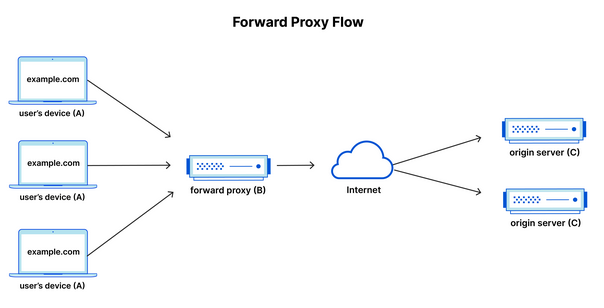 Forward Proxy Flow
example.com
user's device (A)
example.com
user's device (A)
example.com
user's device (A)
forward proxy (B)
Internet
origin server (C)
origin server (C)